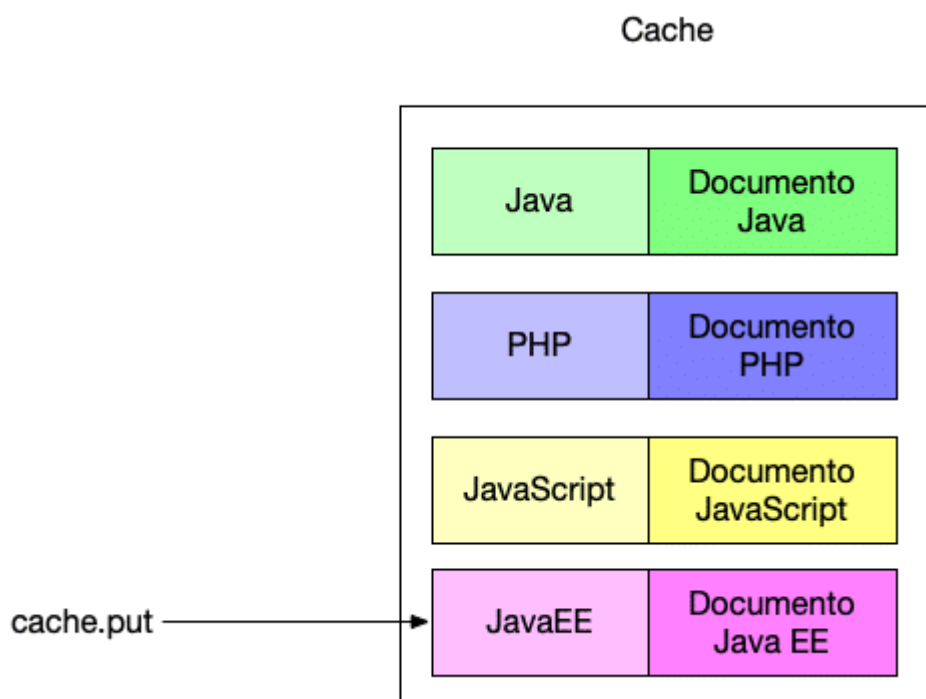 Cache
Java
Documento
Java
PHP
Documento
PHP
JavaScript
Documento
JavaScript
cache.put
JavaEE
Documento
Java EE